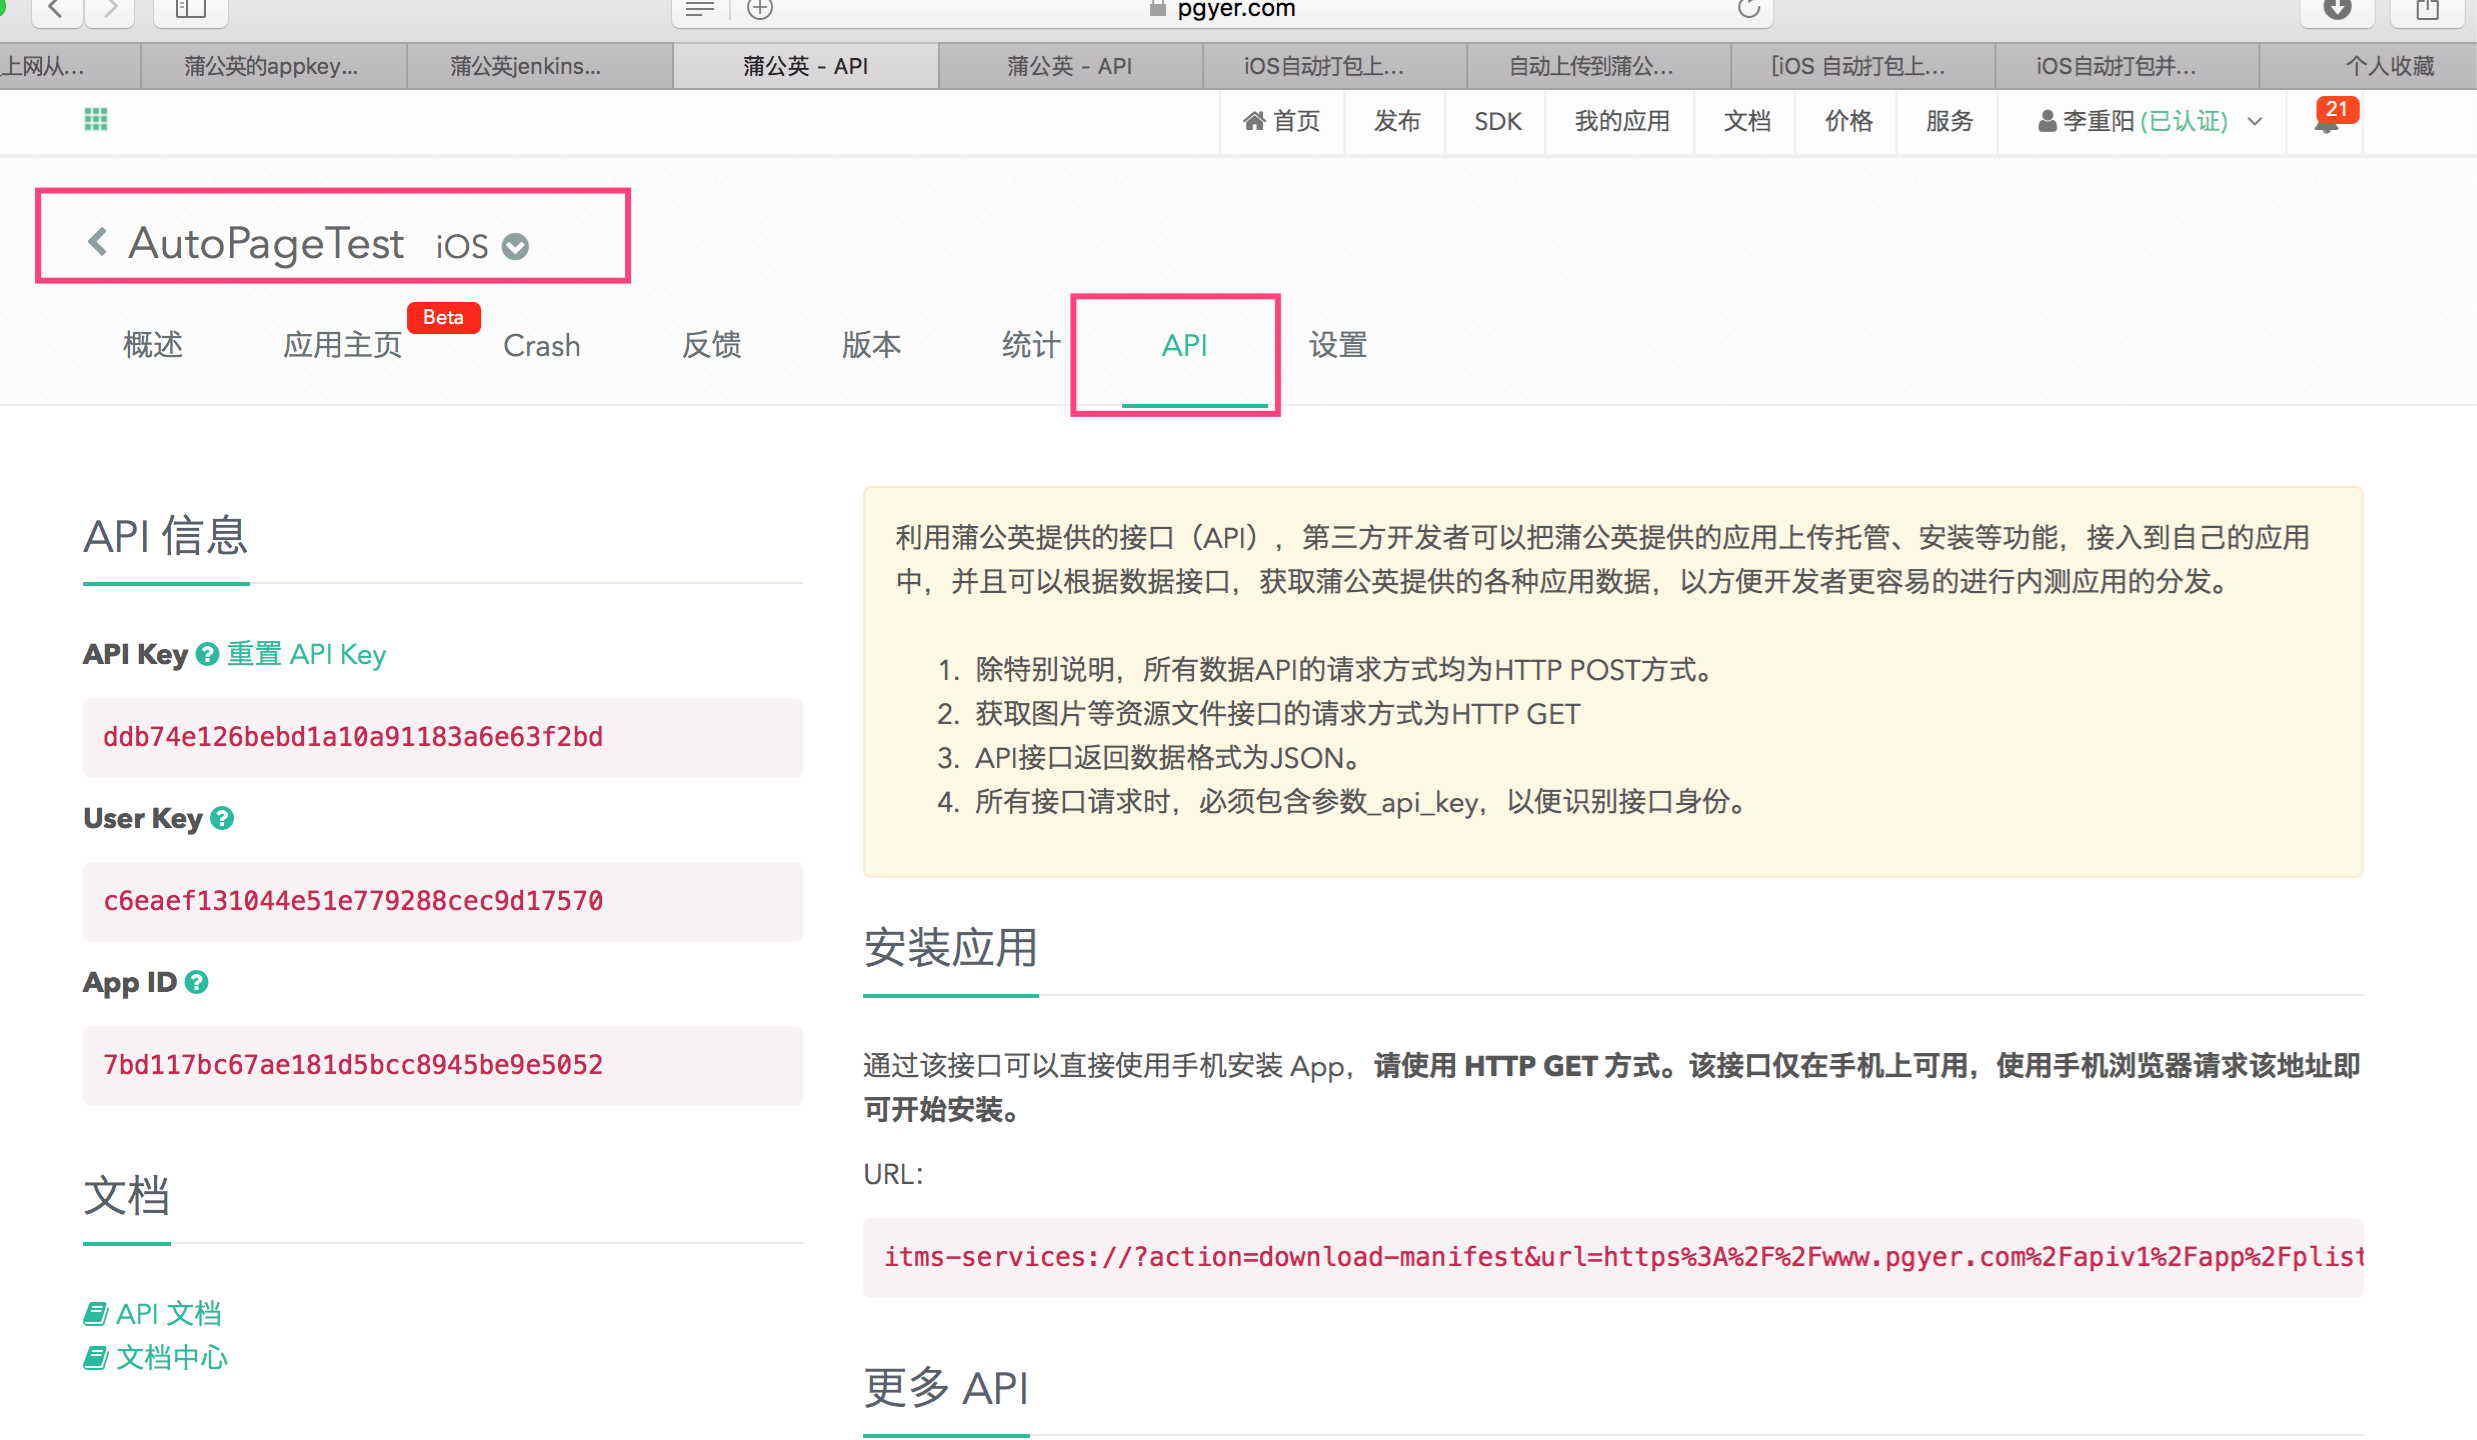 pgyer.com
上网从...
蒲公英的appkey...
蒲公英jenkins...
蒲公英 - API
蒲公英 - API
iOS自动打包上...
自动上传到蒲公...
[iOS 自动打包上...
iOS自动打包并...
个人收藏
首页
发布
SDK
我的应用
文档
价格
服务
李重阳 (已认证)
21
AutoPageTest iOS
概述
应用主页
Beta
Crash
反馈
版本
统计
API
设置
API 信息
API Key 重置 API Key
ddb74e126bebd1a10a91183a6e63f2bd
User Key
c6eaef131044e51e779288cec9d17570
App ID
7bd117bc67ae181d5bcc8945be9e5052
文档
API 文档
文档中心
利用蒲公英提供的接口（API），第三方开发者可以把蒲公英提供的应用上传托管、安装等功能，接入到自己的应用
中，并且可以根据数据接口，获取蒲公英提供的各种应用数据，以方便开发者更容易的进行内测应用的分发。
1. 除特别说明，所有数据API的请求方式均为HTTP POST方式。
2. 获取图片等资源文件接口的请求方式为HTTP GET
3. API接口返回数据格式为JSON。
4. 所有接口请求时，必须包含参数_api_key，以便识别接口身份。
安装应用
通过该接口可以直接使用手机安装 App，请使用 HTTP GET 方式。该接口仅在手机上可用，使用手机浏览器请求该地址即
可开始安装。
URL：
itms-services://?action=download-manifest&url=https%3A%2F%2Fwww.pgyer.com%2Fapiv1%2Fapp%2Fplist
更多 API